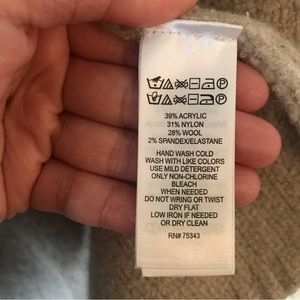 39% ACRYLIC
31% NYLON
28% WOOL
2% SPANDEX/ELASTANE
HAND WASH COLD
WASH WITH LIKE COLORS
USE MILD DETERGENT
ONLY NON-CHLORINE
BLEACH
WHEN NEEDED
DO NOT WRING OR TWIST
DRY FLAT
LOW IRON IF NEEDED
OR DRY CLEAN
RN# 75343